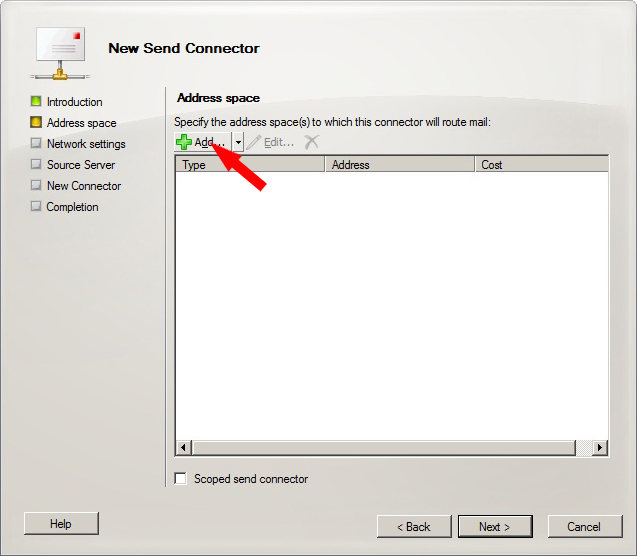 New Send Connector
Introduction
Address space
Network settings
Source Server
New Connector
Completion
Address space
Specify the address space(s) to which this connector will route mail:
Add... Edit...
Type Address Cost
Scoped send connector
Help < Back Next > Cancel